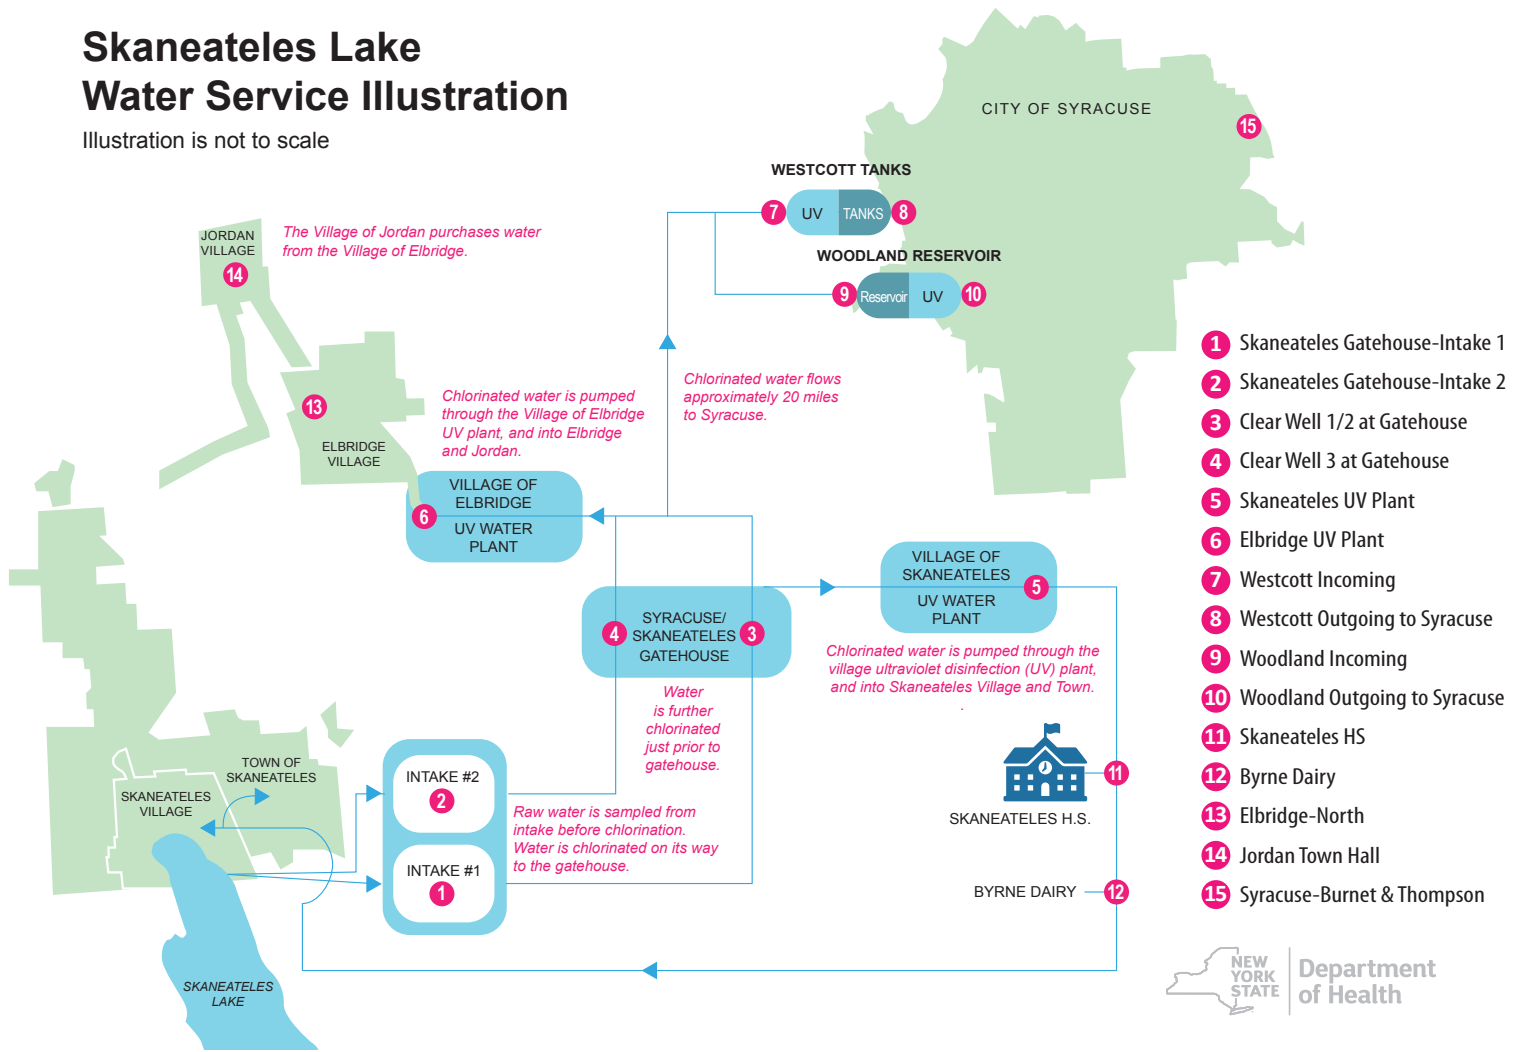 Skaneateles Lake
Water Service Illustration
Illustration is not to scale
CITY OF SYRACUSE
15
WESTCOTT TANKS
7
UV
TANKS
8
WOODLAND RESERVOIR
9
Reservoir
UV
10
JORDAN
VILLAGE
14
The Village of Jordan purchases water
from the Village of Elbridge.
13
ELBRIDGE
VILLAGE
Chlorinated water is pumped
through the Village of Elbridge
UV plant, and into Elbridge
and Jordan.
Chlorinated water flows
approximately 20 miles
to Syracuse.
VILLAGE OF
ELBRIDGE
6
UV WATER
PLANT
VILLAGE OF
SKANEATELES
5
UV WATER
PLANT
SYRACUSE/
4
SKANEATELES
3
GATEHOUSE
Chlorinated water is pumped through the
village ultraviolet disinfection (UV) plant,
and into Skaneateles Village and Town.
.
Water
is further
chlorinated
just prior to
gatehouse.
TOWN OF
SKANEATELES
SKANEATELES
VILLAGE
INTAKE #2
2
INTAKE #1
1
Raw water is sampled from
intake before chlorination.
Water is chlorinated on its way
to the gatehouse.
11
SKANEATELES H.S.
BYRNE DAIRY
12
SKANEATELES
LAKE
1 Skaneateles Gatehouse-Intake 1
2 Skaneateles Gatehouse-Intake 2
3 Clear Well 1/2 at Gatehouse
4 Clear Well 3 at Gatehouse
5 Skaneateles UV Plant
6 Elbridge UV Plant
7 Westcott Incoming
8 Westcott Outgoing to Syracuse
9 Woodland Incoming
10 Woodland Outgoing to Syracuse
11 Skaneateles HS
12 Byrne Dairy
13 Elbridge-North
14 Jordan Town Hall
15 Syracuse-Burnet & Thompson
NEW
YORK
STATE
Department
of Health